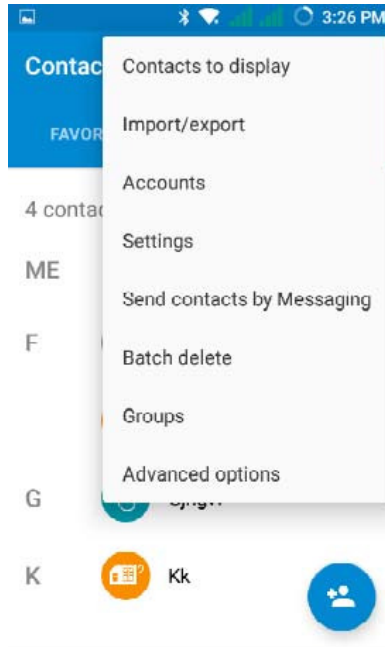 3:26 PM
Contac
Contacts to display
FAVOR
Import/export
Accounts
4 contac
Settings
ME
Send contacts by Messaging
F
Batch delete
Groups
Advanced options
G
K
Kk